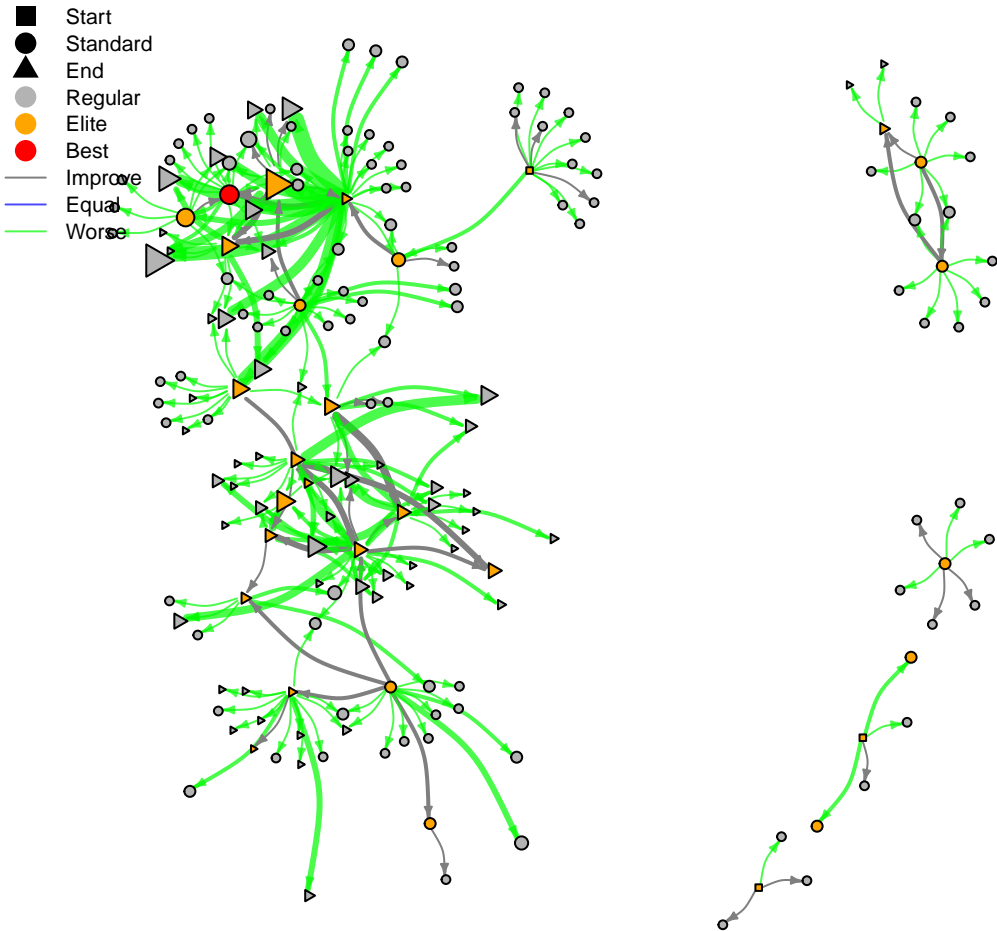 Start
Standard
End
Regular
Elite
Best
Improve
Equal
Worse